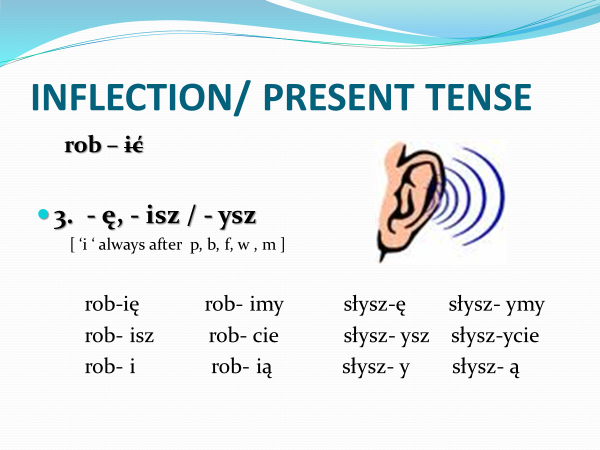 INFLECTION/ PRESENT TENSE
rob – ić
3. - ę, - isz / - ysz
[ ‘i ‘ always after p, b, f, w , m ]
rob-ię rob- imy słysz-ę słysz- ymy
rob- isz rob- cie słysz- ysz słysz-ycie
rob- i rob- ią słysz- y słysz- ą